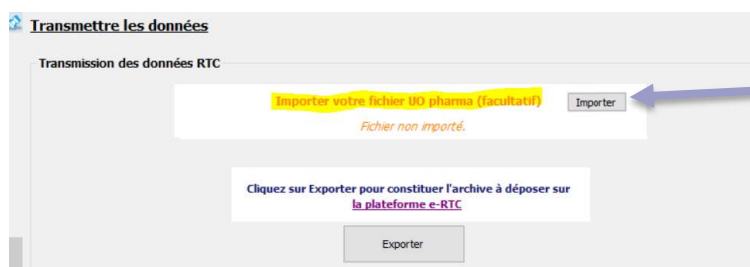 Transmettre les données
Transmission des données RTC
Importer votre fichier UO pharma (facultatif)
Importer
Fichier non importé.
Cliquez sur Exporter pour constituer l'archive à déposer sur
la plateforme e-RTC
Exporter